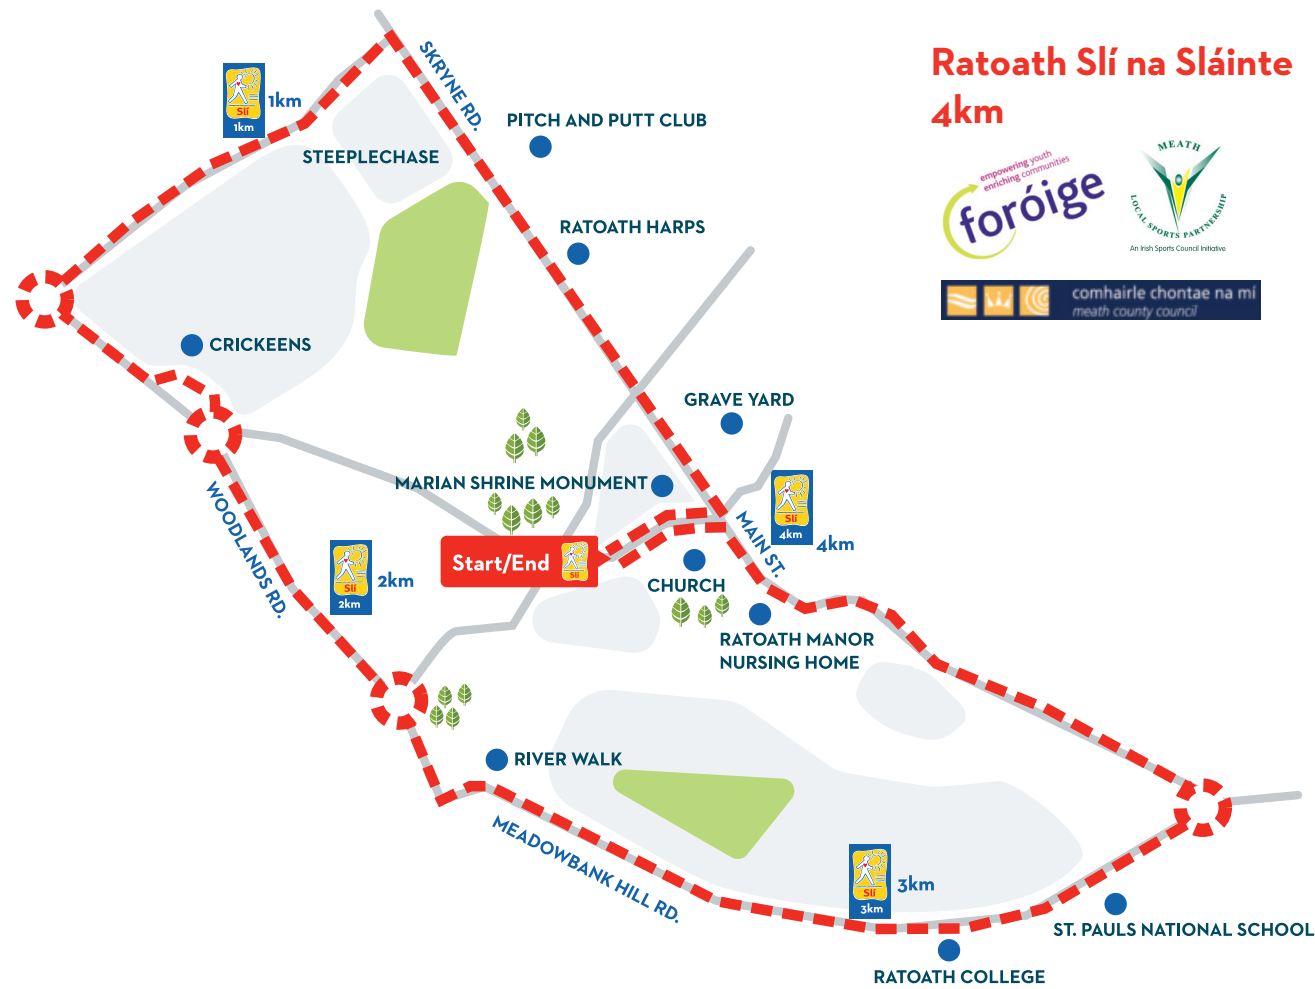 Ratoath Slí na Sláinte
4km
empowering youth
enriching communities
foróige
MEATH
LOCAL SPORTS PARTNERSHIP
An Irish Sports Council Initiative
comhairle chontae na mí
meath county council
SKRYNE RD.
Slí
1km
1km
PITCH AND PUTT CLUB
STEEPLECHASE
RATOATH HARPS
CRICKEENS
GRAVE YARD
MARIAN SHRINE MONUMENT
WOODLANDS RD.
Slí
4km
4km
MAIN ST.
Start/End
Slí
Slí
2km
2km
CHURCH
RATOATH MANOR
NURSING HOME
RIVER WALK
MEADOWBANK HILL RD.
Slí
3km
3km
ST. PAULS NATIONAL SCHOOL
RATOATH COLLEGE